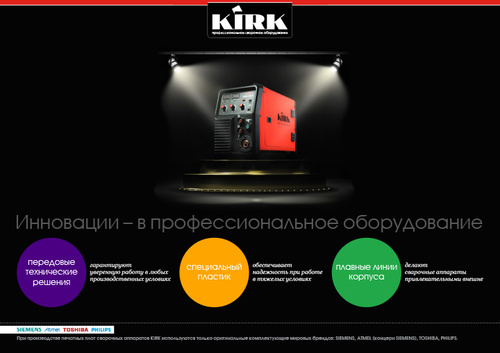 KIRK
профессиональное сварочное оборудование
KIRK
Инновации – в профессиональное оборудование
передовые
технические
решения
гарантируют
уверенную работу в любых
производственных условиях
специальный
пластик
обеспечивает
надежность при работе
в тяжелых условиях
плавные линии
корпуса
делают
сварочные аппараты
привлекательными внешне
SIEMENS ATMEL TOSHIBA PHILIPS
При производстве печатных плат сварочных аппаратов KIRK используются только оригинальные комплектующие мировых брендов: SIEMENS, ATMEL (концерн SIEMENS), TOSHIBA, PHILIPS.